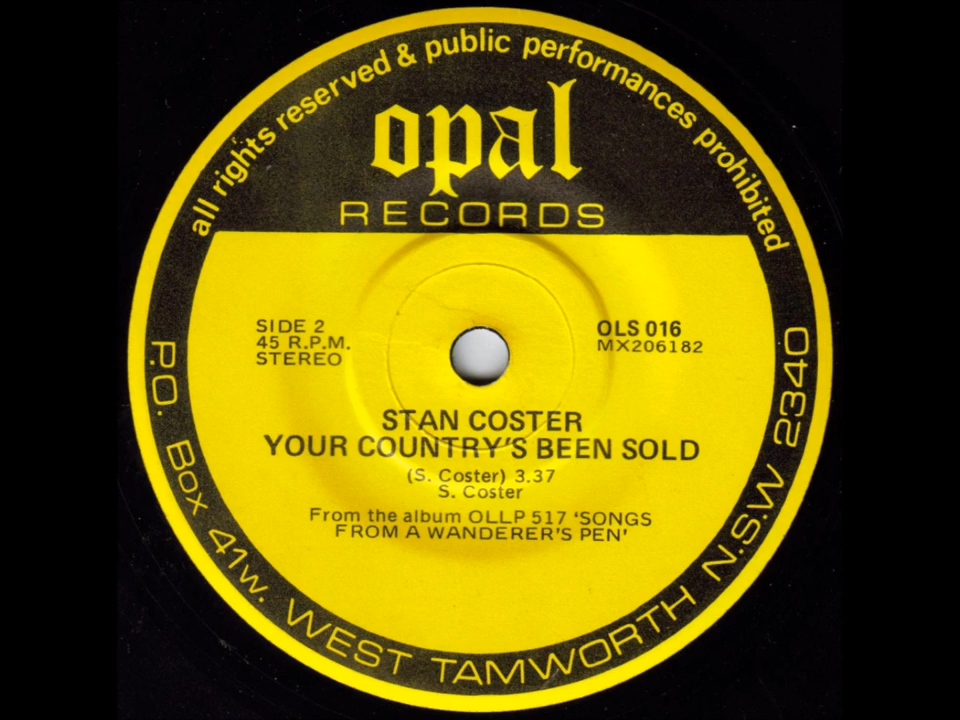 all rights reserved & public performances prohibited
opal
RECORDS
SIDE 2
45 R.P.M.
STEREO
OLS 016
MX206182
STAN COSTER
YOUR COUNTRY'S BEEN SOLD
(S. Coster) 3.37
S. Coster
From the album OLLP 517 'SONGS
FROM A WANDERER'S PEN'
P.O. Box 41w. WEST TAMWORTH N.S.W 2340